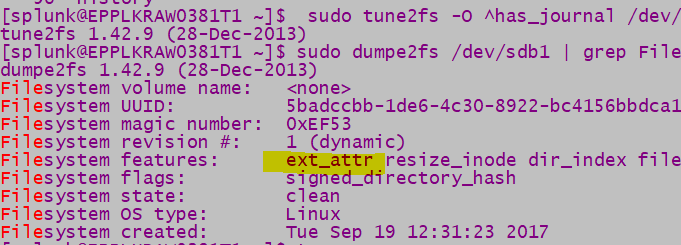 [splunk@EPPLKRAW0381T1 ~]$  sudo tune2fs -O ^has_journal /dev/
tune2fs 1.42.9 (28-Dec-2013)
[splunk@EPPLKRAW0381T1 ~]$ sudo dumpe2fs /dev/sdb1 | grep File
dumpe2fs 1.42.9 (28-Dec-2013)
Filesystem volume name:   <none>
Filesystem UUID:          5badccbb-1de6-4c30-8922-bc4156bbdca1
Filesystem magic number:  0xEF53
Filesystem revision #:    1 (dynamic)
Filesystem features:      ext_attr resize_inode dir_index file
Filesystem flags:         signed_directory_hash
Filesystem state:         clean
Filesystem OS type:       Linux
Filesystem created:       Tue Sep 19 12:31:23 2017